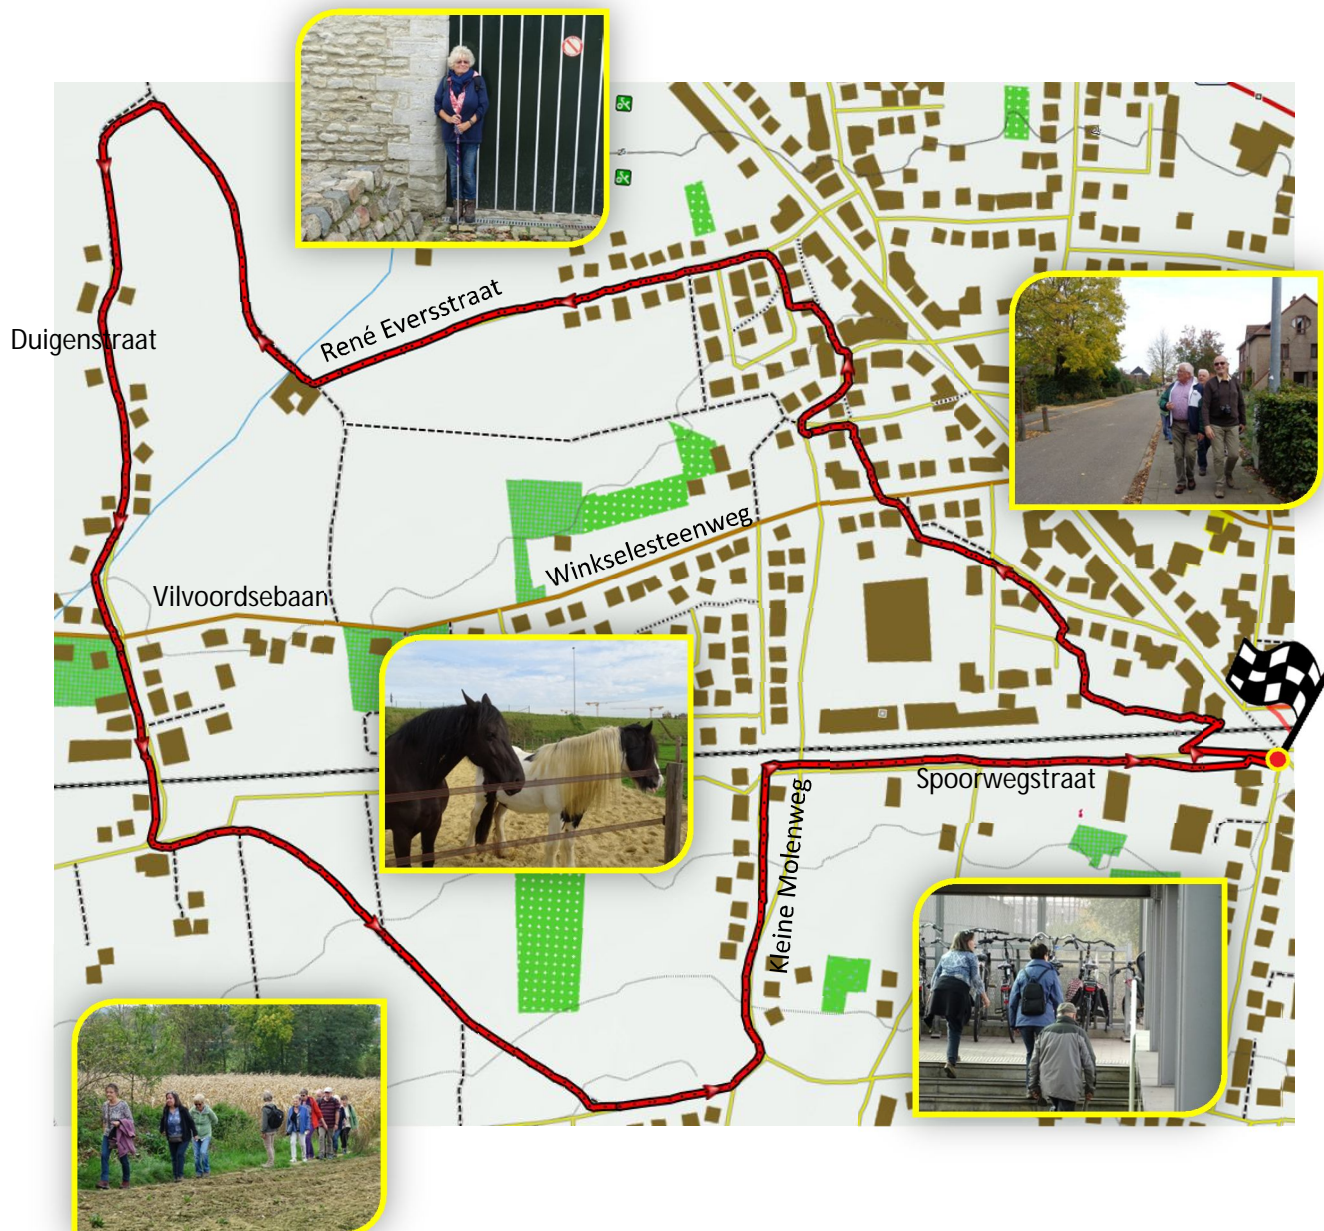 René Eversstraat
Duigenstraat
Winkselesteenweg
Vilvoordsebaan
Spoorwegstraat
Kleine Molenweg